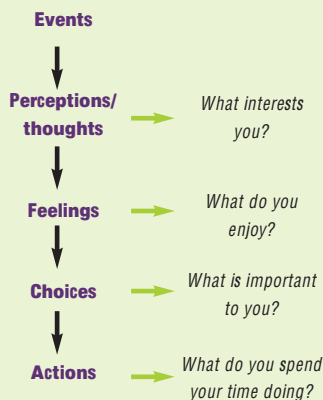 Events
Perceptions/
thoughts
What interests
you?
Feelings
What do you
enjoy?
Choices
What is important
to you?
Actions
What do you spend
your time doing?